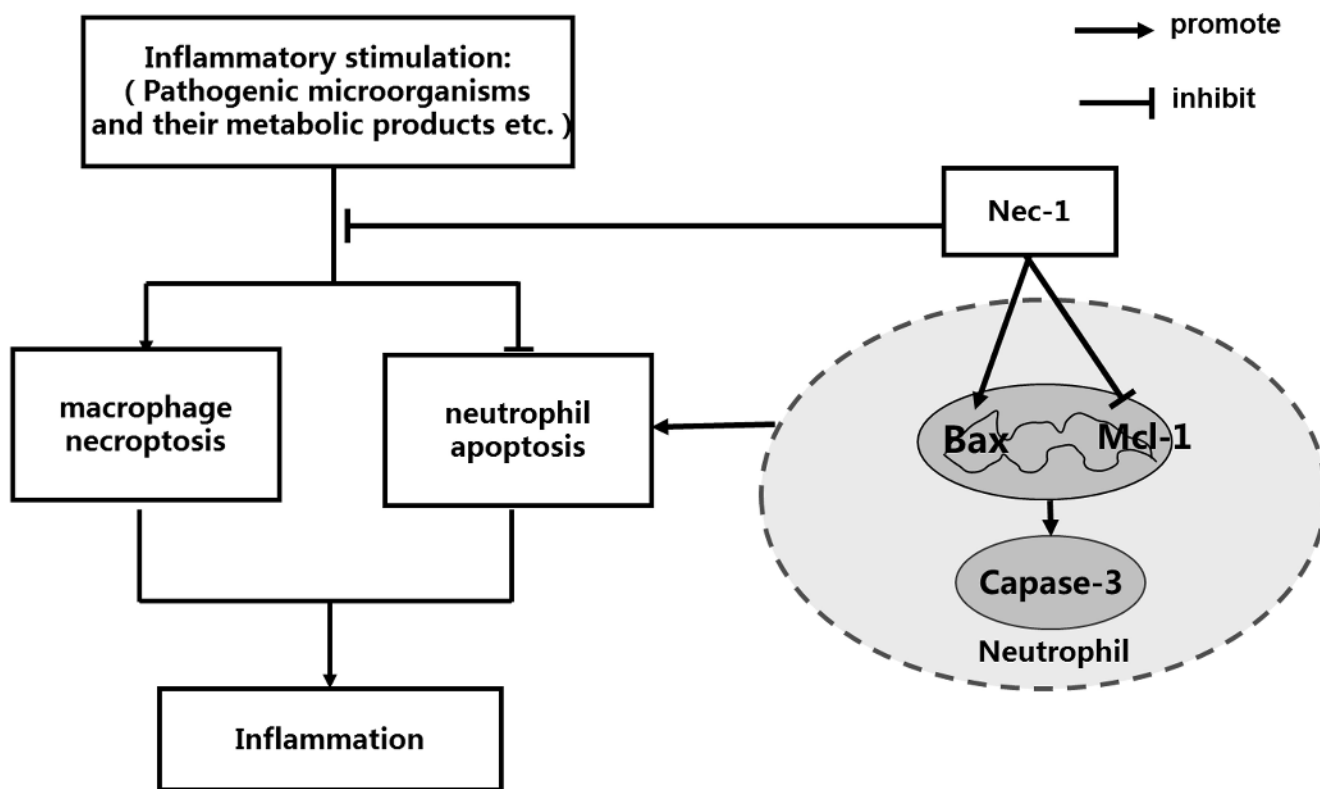 Inflammatory stimulation:
( Pathogenic microorganisms
and their metabolic products etc. )
promote
inhibit
Nec-1
macrophage
necroptosis
neutrophil
apoptosis
Bax
Mcl-1
Capase-3
Neutrophil
Inflammation